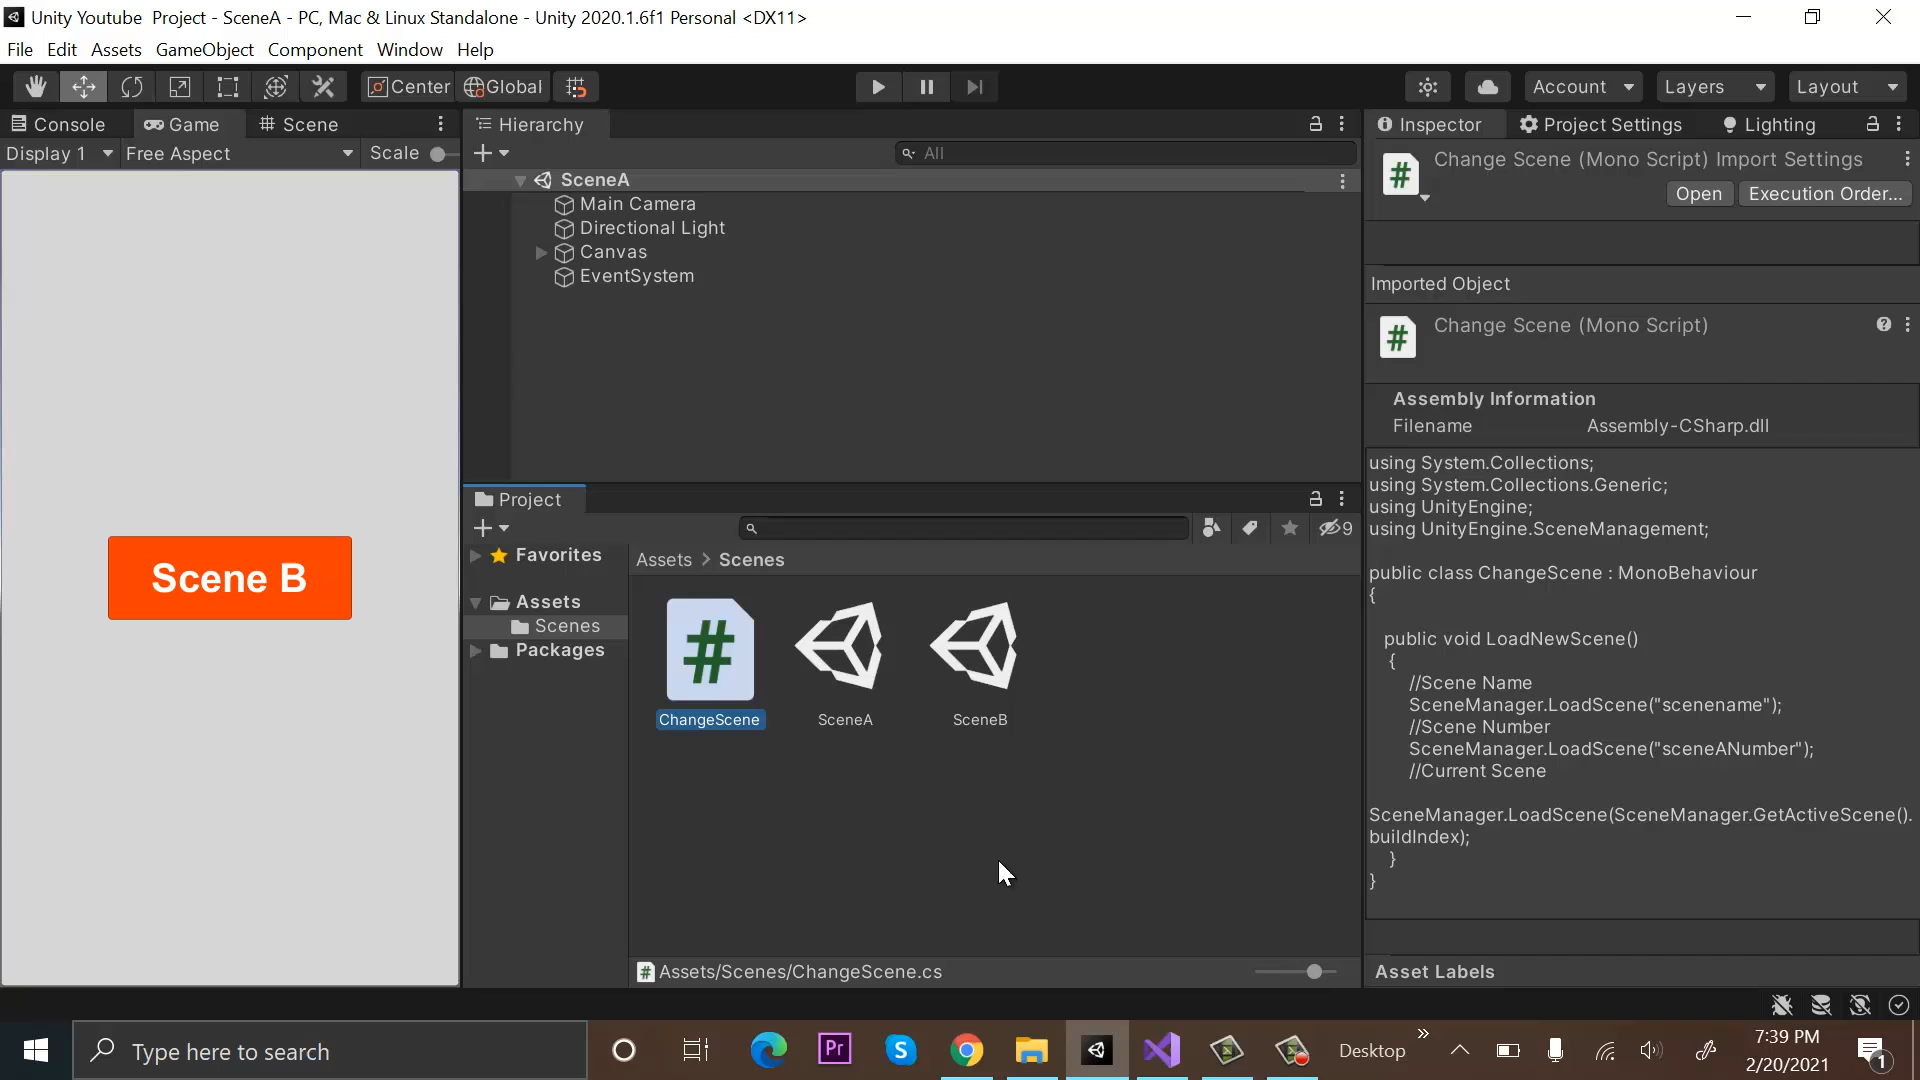 Unity Youtube  Project - SceneA - PC, Mac & Linux Standalone - Unity 2020.1.6f1 Personal <DX11>
File Edit Assets GameObject Component Window Help
Center Global Account Layers Layout
Console Game Scene
Display 1 Free Aspect Scale
Scene B
Hierarchy
All
SceneA
Main Camera
Directional Light
Canvas
EventSystem
Project
9
Favorites
Assets
Scenes
Packages
Assets > Scenes
ChangeScene SceneA SceneB
Assets/Scenes/ChangeScene.cs
Inspector Project Settings Lighting
Change Scene (Mono Script) Import Settings
Open Execution Order...
Imported Object
Change Scene (Mono Script)
Assembly Information
Filename Assembly-CSharp.dll
using System.Collections;
using System.Collections.Generic;
using UnityEngine;
using UnityEngine.SceneManagement;
public class ChangeScene : MonoBehaviour
{
public void LoadNewScene()
{
//Scene Name
SceneManager.LoadScene("scenename");
//Scene Number
SceneManager.LoadScene("sceneANumber");
//Current Scene
SceneManager.LoadScene(SceneManager.GetActiveScene().
buildIndex);
}
}
Asset Labels
Type here to search
Pr
Desktop
7:39 PM
2/20/2021
1